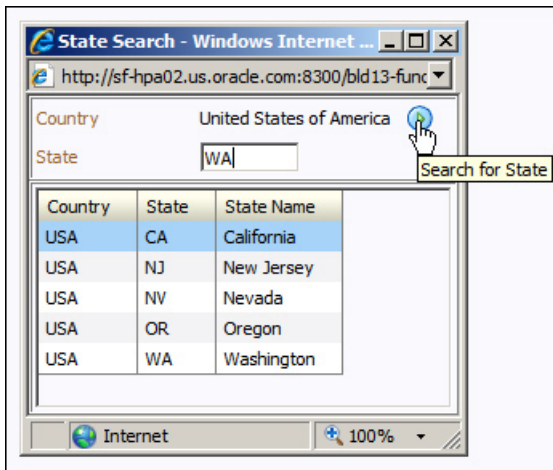 State Search - Windows Internet ...
http://sf-hpa02.us.oracle.com:8300/bld13-func
Country United States of America
State WA
Search for State
Country State State Name
USA CA California
USA NJ New Jersey
USA NV Nevada
USA OR Oregon
USA WA Washington
Internet 100%